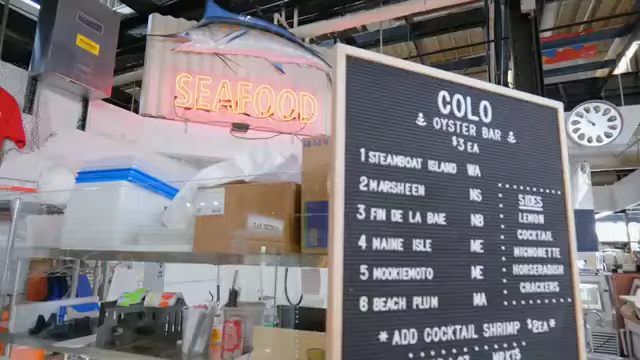 SEAFOOD
COLO
OYSTER BAR
$3 EA
1 STEAMBOAT ISLAND WA
2 MARSHEEN NS
3 FIN DE LA BAIE NB
4 MAINE ISLE ME
5 MOOKIEMOTO ME
6 BEACH PLUM MA
SIDES
LEMON
COCKTAIL
MIGNONETTE
HORSERADISH
CRACKERS
*ADD COCKTAIL SHRIMP $2EA*